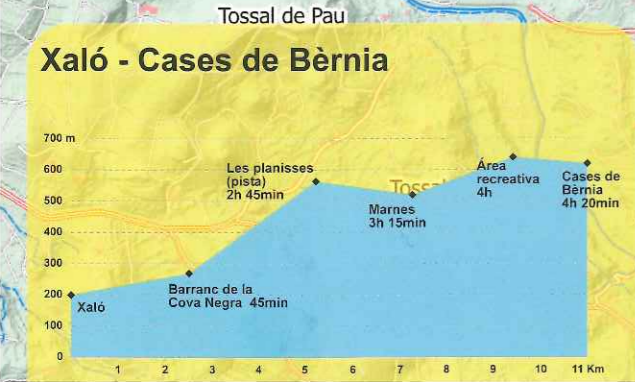 Tossal de Pau
Xaló - Cases de Bèrnia
700 m
600
500
400
300
200
100
0
Les planisses
(pista)
2h 45min
Tossal
Área
recreativa
4h
Cases de
Bèrnia
4h 20min
Marnes
3h 15min
Barranc de la
Cova Negra 45min
Xaló
1 2 3 4 5 6 7 8 9 10 11 Km